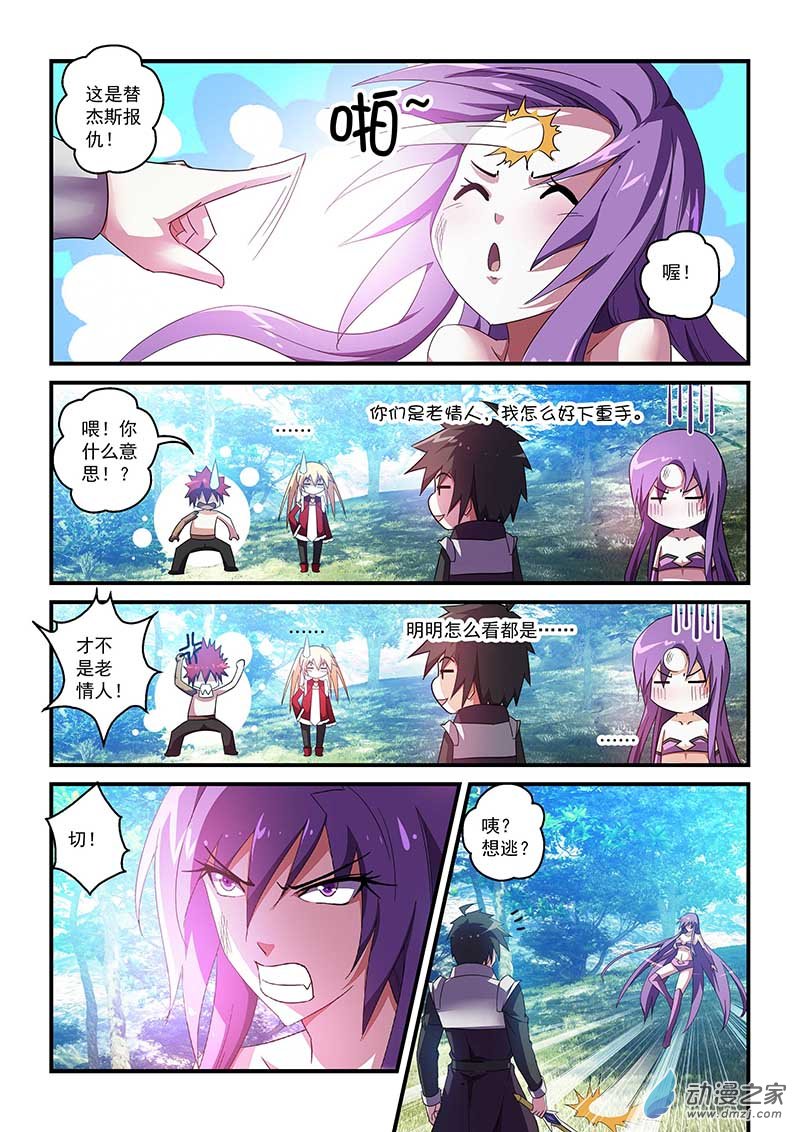 这是替
杰斯报
仇！
啪~
喔！
喂！你
什么意
思！？
……
你们是老情人，我怎么好下重手。
才不
是老
情人！
……
明明怎么看都是……
……
切！
咦？
想逃？
动漫之家
www.dmzj.com